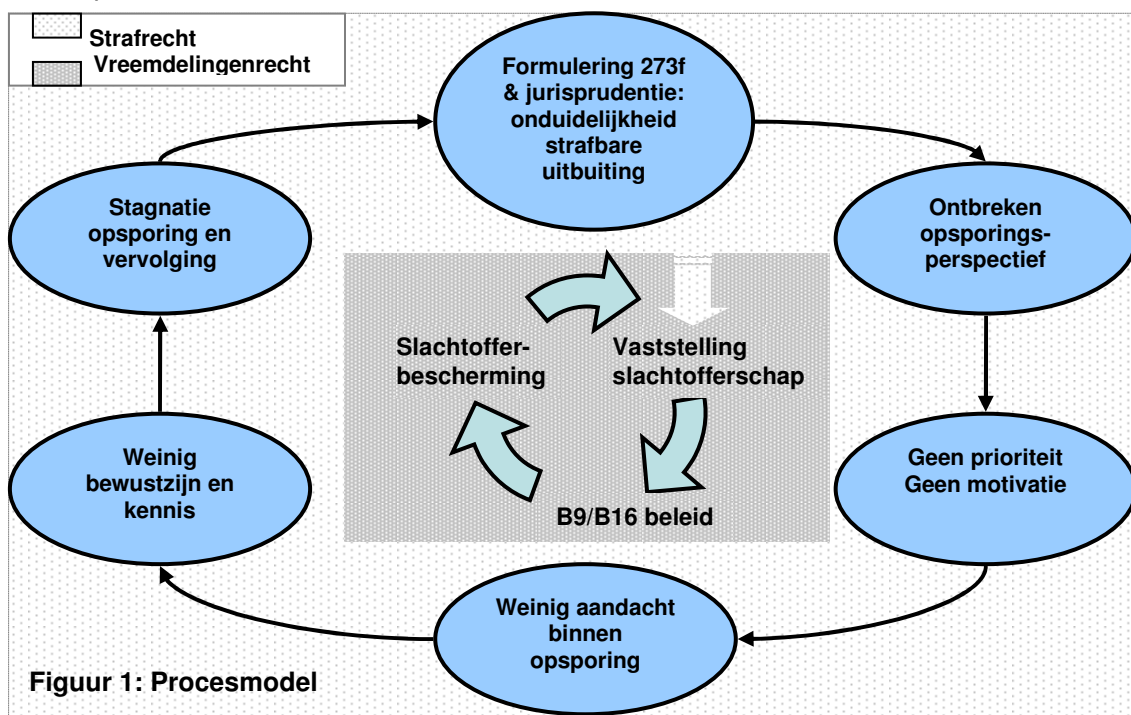 Strafrecht
Vreemdelingenrecht
Formulering 273f
& jurisprudentie:
onduidelijkheid
strafbare
uitbuiting
Ontbreken
opsporings-
perspectief
Geen prioriteit
Geen motivatie
Weinig aandacht
binnen
opsporing
Weinig
bewustzijn en
kennis
Stagnatie
opsporing en
vervolging
Slachtoffer-
bescherming
Vaststelling
slachtofferschap
B9/B16 beleid
Figuur 1: Procesmodel